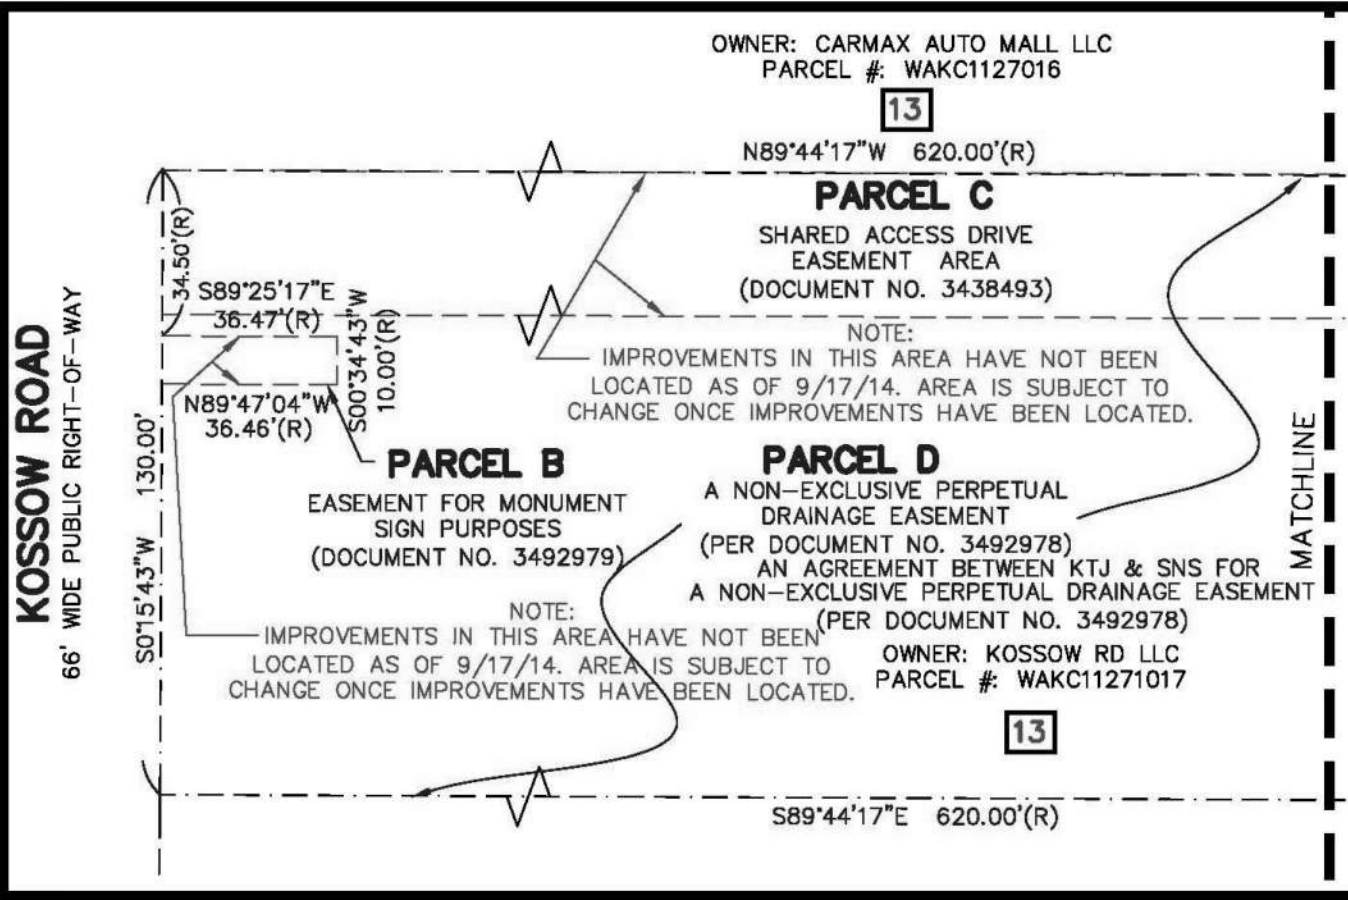 OWNER: CARMAX AUTO MALL LLC
PARCEL #: WAKC1127016
13
N89°44'17"W 620.00'(R)
PARCEL C
SHARED ACCESS DRIVE
EASEMENT AREA
(DOCUMENT NO. 3438493)
34.50'(R)
S89°25'17"E
36.47'(R)
S00°34'43"W
10.00'(R)
N89°47'04"W
36.46'(R)
NOTE:
IMPROVEMENTS IN THIS AREA HAVE NOT BEEN
LOCATED AS OF 9/17/14. AREA IS SUBJECT TO
CHANGE ONCE IMPROVEMENTS HAVE BEEN LOCATED.
KOSSOW ROAD
66' WIDE PUBLIC RIGHT-OF-WAY
S0°15'43"W 130.00'
PARCEL B
EASEMENT FOR MONUMENT
SIGN PURPOSES
(DOCUMENT NO. 3492979)
PARCEL D
A NON-EXCLUSIVE PERPETUAL
DRAINAGE EASEMENT
(PER DOCUMENT NO. 3492978)
AN AGREEMENT BETWEEN KTJ & SNS FOR
A NON-EXCLUSIVE PERPETUAL DRAINAGE EASEMENT
(PER DOCUMENT NO. 3492978)
MATCHLINE
NOTE:
IMPROVEMENTS IN THIS AREA HAVE NOT BEEN
LOCATED AS OF 9/17/14. AREA IS SUBJECT TO
CHANGE ONCE IMPROVEMENTS HAVE BEEN LOCATED.
OWNER: KOSSOW RD LLC
PARCEL #: WAKC11271017
13
S89°44'17"E 620.00'(R)